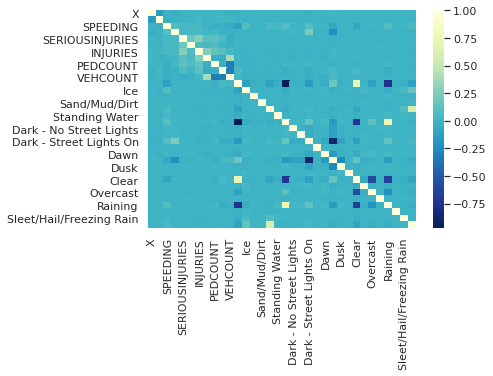 X
SPEEDING
SERIOUSINJURIES
INJURIES
PEDCOUNT
VEHCOUNT
Ice
Sand/Mud/Dirt
Standing Water
Dark - No Street Lights
Dark - Street Lights On
Dawn
Dusk
Clear
Overcast
Raining
Sleet/Hail/Freezing Rain
1.00
0.75
0.50
0.25
0.00
−0.25
−0.50
−0.75
X
SPEEDING
SERIOUSINJURIES
INJURIES
PEDCOUNT
VEHCOUNT
Ice
Sand/Mud/Dirt
Standing Water
Dark - No Street Lights
Dark - Street Lights On
Dawn
Dusk
Clear
Overcast
Raining
Sleet/Hail/Freezing Rain